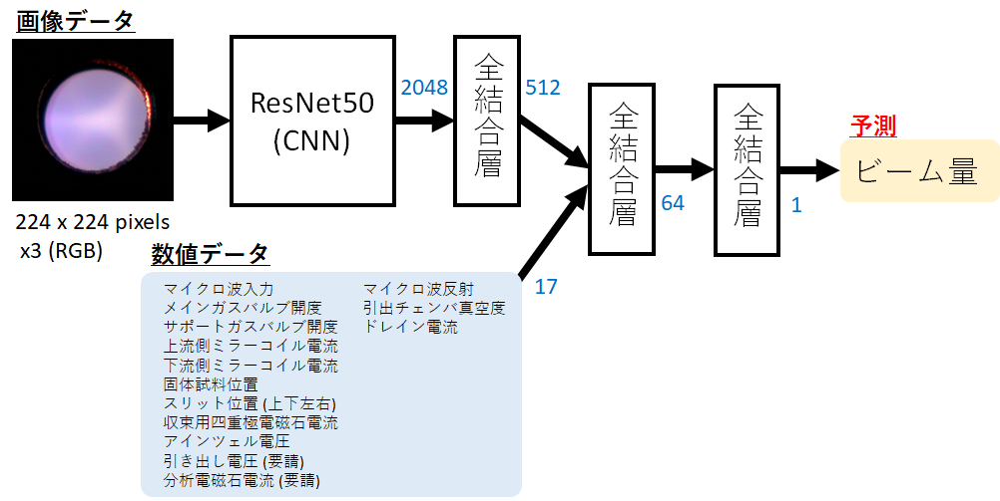 画像データ
224 x 224 pixels
x3 (RGB)
ResNet50
(CNN)
2048
全結合層
512
全結合層
64
全結合層
1
予測
ビーム量
数値データ
17
マイクロ波入力
メインガスバルブ開度
サポートガスバルブ開度
上流側ミラーコイル電流
下流側ミラーコイル電流
固体試料位置
スリット位置 (上下左右)
収束用四重極電磁石電流
アインツェル電圧
引き出し電圧 (要請)
分析電磁石電流 (要請)
マイクロ波反射
引出チェンバ真空度
ドレイン電流